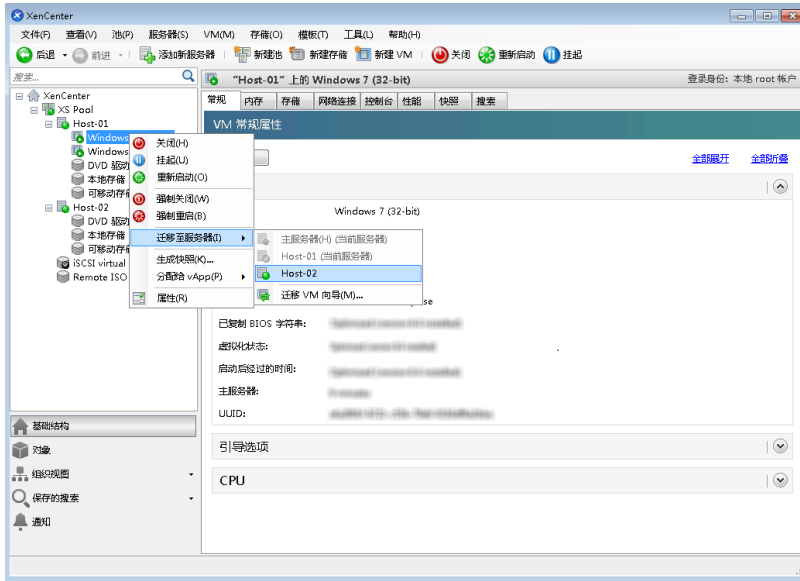 XenCenter
文件(F) 查看(V) 池(P) 服务器(S) VM(M) 存储(O) 模板(T) 工具(L) 帮助(H)
后退 前进 添加新服务器 新建池 新建存储 新建 VM 关闭 重新启动 挂起
搜索...
“Host-01” 上的 Windows 7 (32-bit)
登录身份: 本地 root 帐户
XenCenter
XS Pool
Host-01
Windows
Windows
DVD 驱动
本地存储
可移动存储
Host-02
DVD 驱动
本地存储
可移动存储
iSCSI virtual
Remote ISO
常规 内存 存储 网络连接 控制台 性能 快照 搜索
VM 常规属性
全部展开 全部折叠
Windows 7 (32-bit)
关闭(H)
挂起(U)
重新启动(O)
强制关闭(W)
强制重启(B)
迁移至服务器(I)
生成快照(K)...
分配给 vApp(P)
属性(R)
主服务器(H) (当前服务器)
Host-01 (当前服务器)
Host-02
迁移 VM 向导(M)...
se
已复制 BIOS 字符串:
虚拟化状态:
启动后经过的时间:
主服务器:
UUID:
引导选项
CPU
基础结构
对象
组织视图
保存的搜索
通知